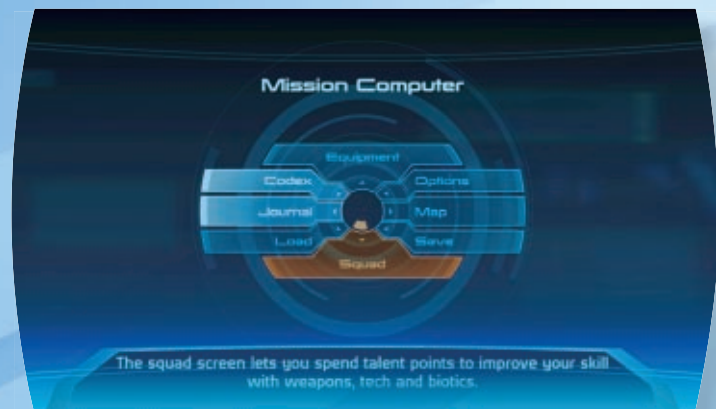 Mission Computer
Equipment
Codex
Options
Journal
Map
Load
Save
Squad
The squad screen lets you spend talent points to improve your skill
with weapons, tech and biotics.